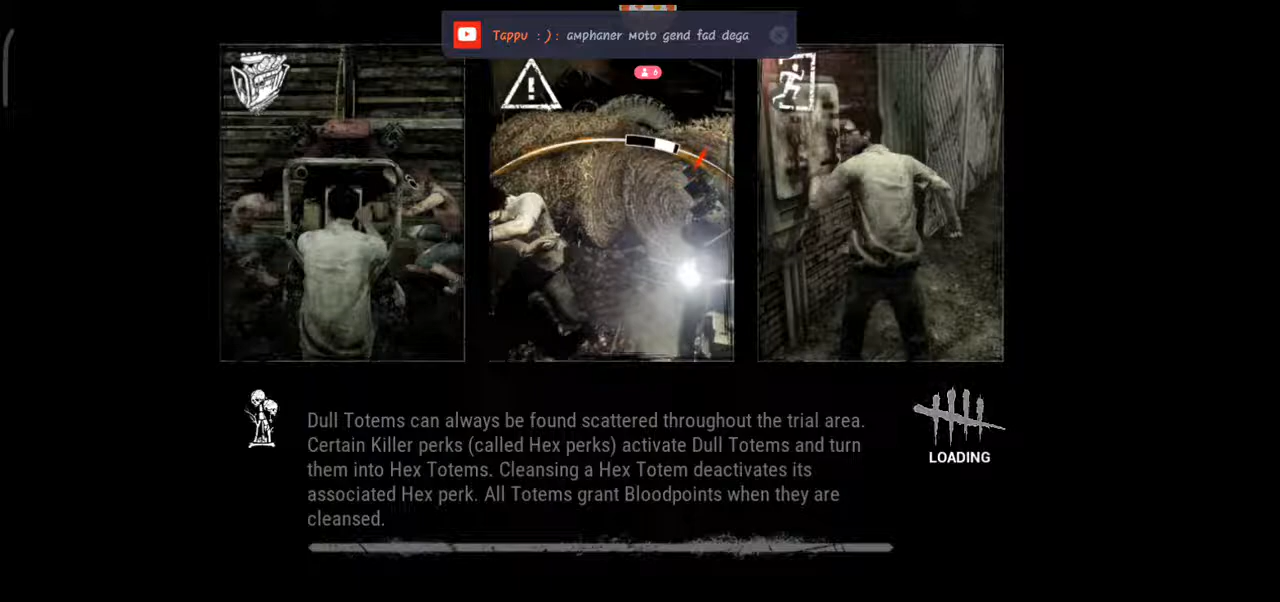 Tappu :) : amphaner moto gend fad dega
6
Dull Totems can always be found scattered throughout the trial area.
Certain Killer perks (called Hex perks) activate Dull Totems and turn
them into Hex Totems. Cleansing a Hex Totem deactivates its
associated Hex perk. All Totems grant Bloodpoints when they are
cleansed.
LOADING